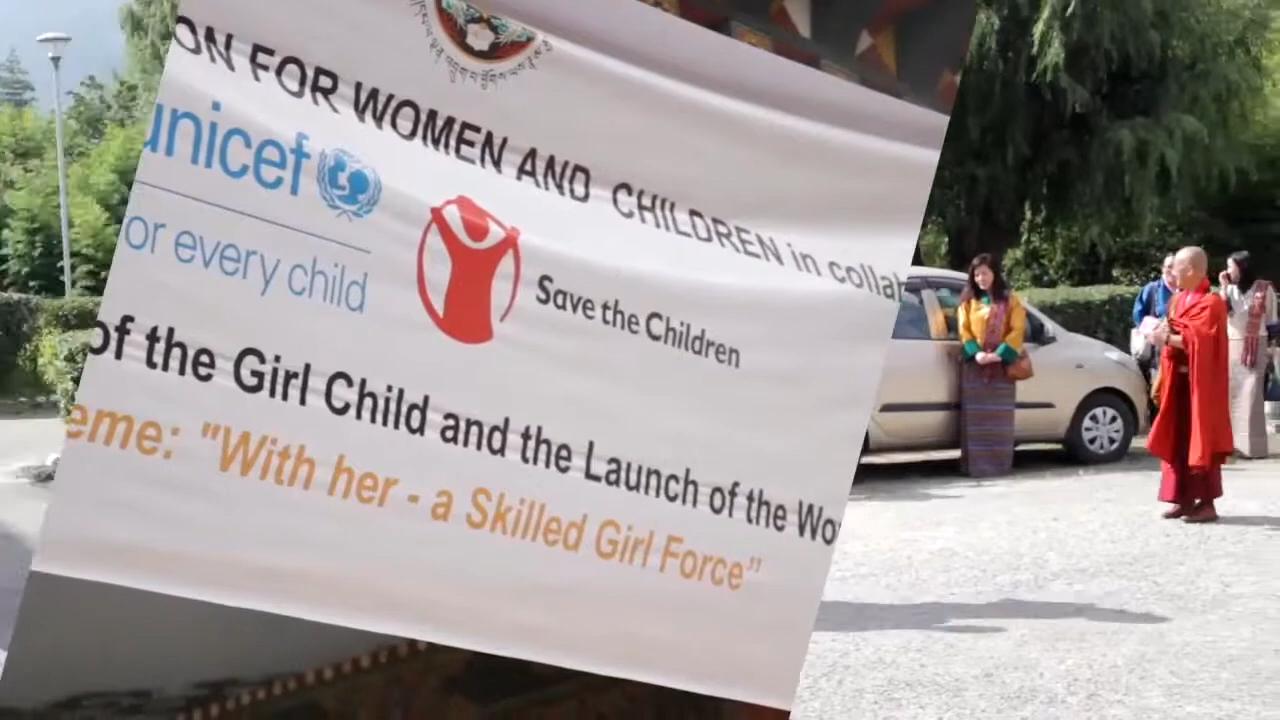 ON FOR WOMEN AND CHILDREN in collab
unicef
or every child
Save the Children
of the Girl Child and the Launch of the Wo
eme: "With her - a Skilled Girl Force"